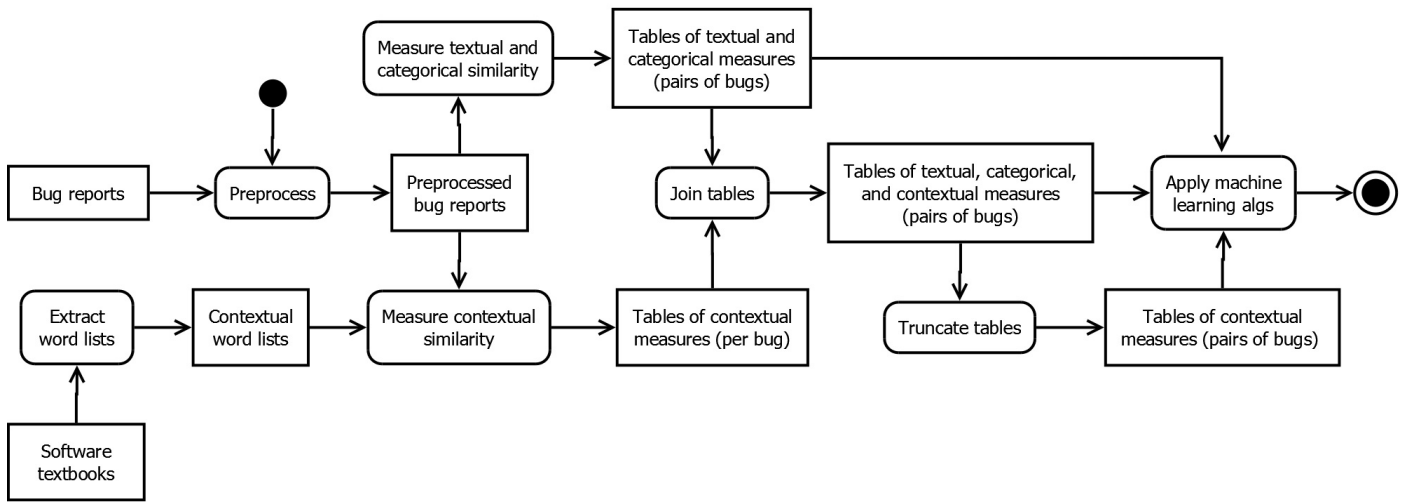 Measure textual and
categorical similarity
Tables of textual and
categorical measures
(pairs of bugs)
Bug reports
Preprocess
Preprocessed
bug reports
Join tables
Tables of textual, categorical,
and contextual measures
(pairs of bugs)
Apply machine
learning algs
Extract
word lists
Contextual
word lists
Measure contextual
similarity
Tables of contextual
measures (per bug)
Truncate tables
Tables of contextual
measures (pairs of bugs)
Software
textbooks